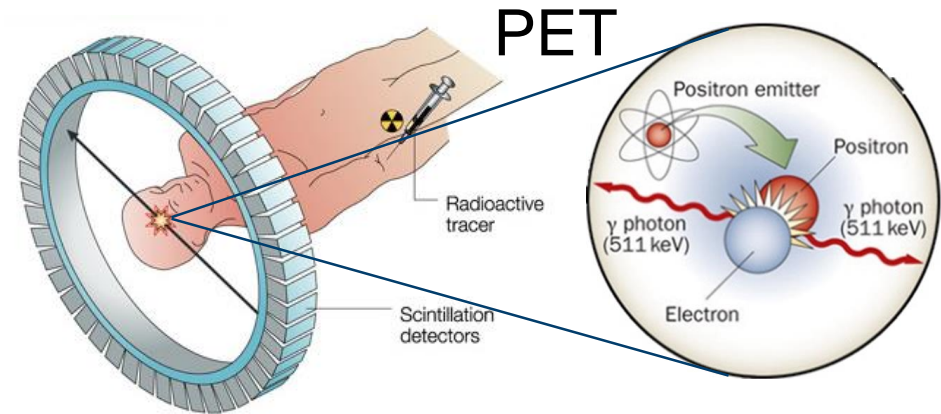 PET
Radioactive
tracer
Scintillation
detectors
Positron emitter
Positron
γ photon
(511 keV)
γ photon
(511 keV)
Electron